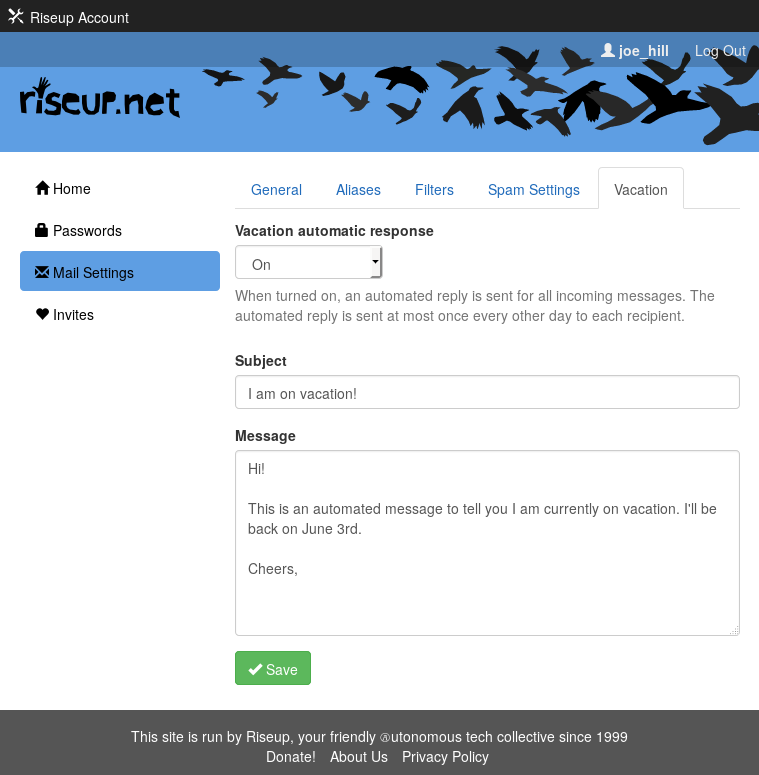 Riseup Account
joe_hill Log Out
riseup.net
Home
Passwords
Mail Settings
Invites
General Aliases Filters Spam Settings Vacation
Vacation automatic response
On
When turned on, an automated reply is sent for all incoming messages. The
automated reply is sent at most once every other day to each recipient.
Subject
I am on vacation!
Message
Hi!
This is an automated message to tell you I am currently on vacation. I'll be
back on June 3rd.
Cheers,
Save
This site is run by Riseup, your friendly Ⓐutonomous tech collective since 1999
Donate! About Us Privacy Policy